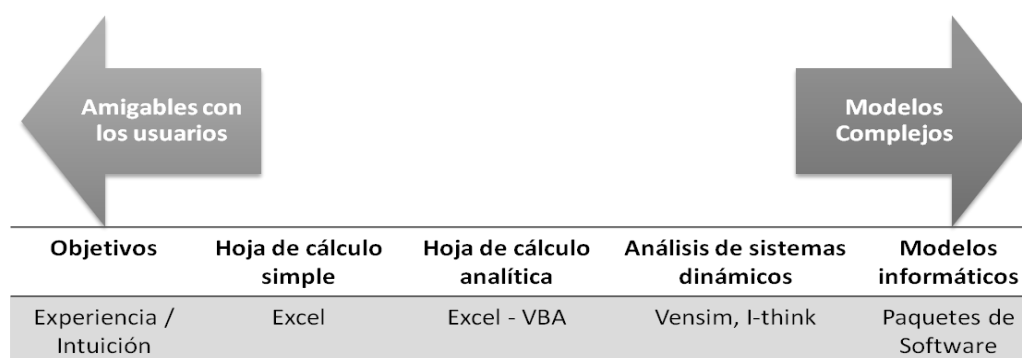 Amigables con
los usuarios
Modelos
Complejos
Objetivos
Hoja de cálculo
simple
Hoja de cálculo
analítica
Análisis de sistemas
dinámicos
Modelos
informáticos
Experiencia /
Intuición
Excel
Excel - VBA
Vensim, I-think
Paquetes de
Software